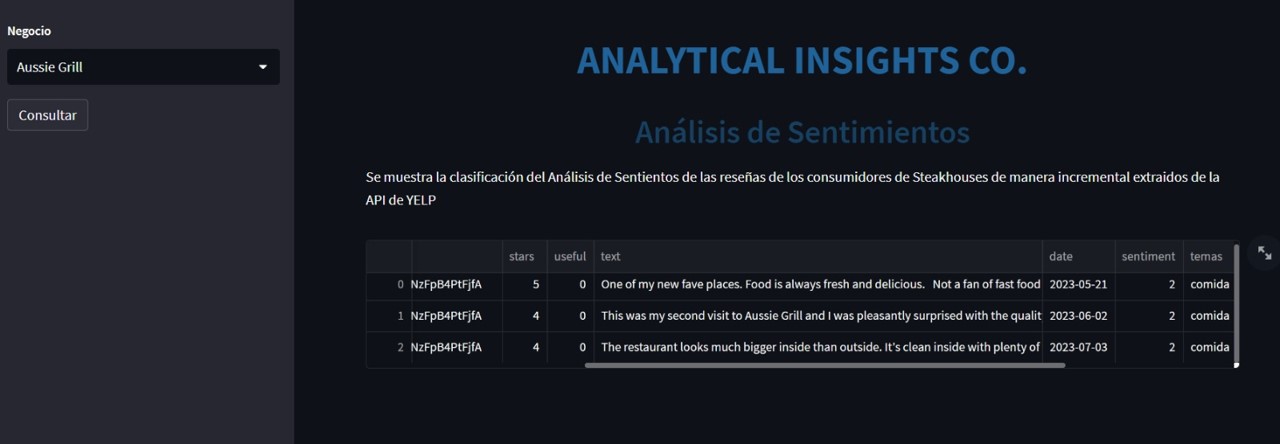 Negocio
Aussie Grill
Consultar
ANALYTICAL INSIGHTS CO.
Análisis de Sentimientos
Se muestra la clasificación del Análisis de Sentientos de las reseñas de los consumidores de Steakhouses de manera incremental extraidos de la
API de YELP
stars useful text date sentiment temas
0 NzFpB4PtFjfA 5 0 One of my new fave places. Food is always fresh and delicious. Not a fan of fast food 2023-05-21 2 comida
1 NzFpB4PtFjfA 4 0 This was my second visit to Aussie Grill and I was pleasantly surprised with the qualit 2023-06-02 2 comida
2 NzFpB4PtFjfA 4 0 The restaurant looks much bigger inside than outside. It's clean inside with plenty of 2023-07-03 2 comida